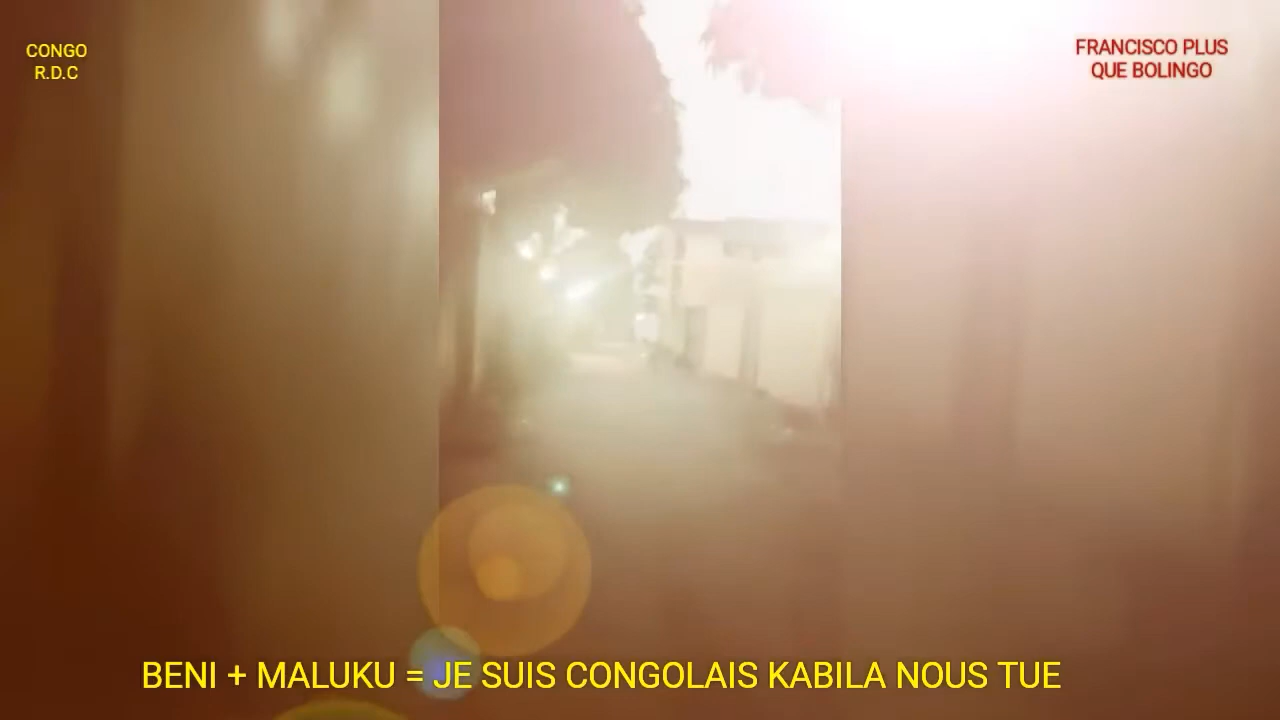 CONGO
R.D.C
FRANCISCO PLUS
QUE BOLINGO
BENI + MALUKU = JE SUIS CONGOLAIS KABILA NOUS TUE